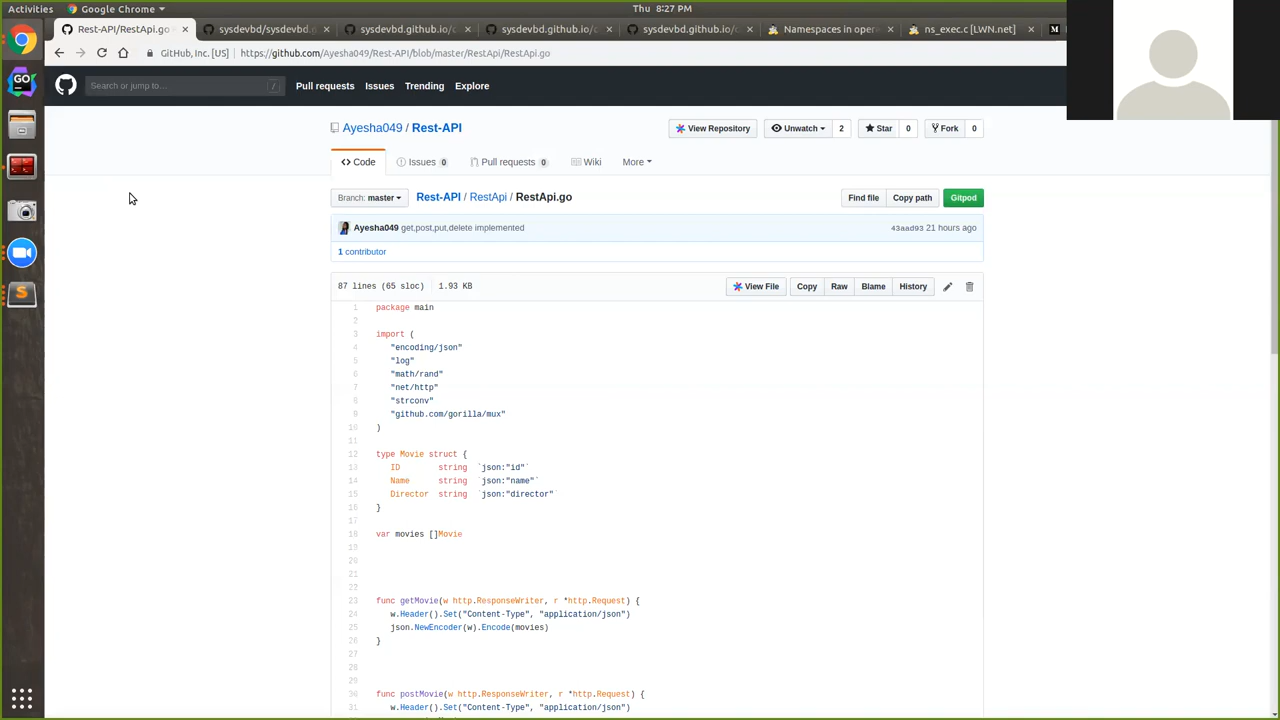 Activities
Google Chrome
Thu 8:27 PM
Rest-API/RestApi.go
sysdevbd/sysdevbd.g
sysdevbd.github.io/c
sysdevbd.github.io/c
sysdevbd.github.io/c
Namespaces in oper
ns_exec.c [LWN.net]
GitHub, Inc. [US]
https://github.com/Ayesha049/Rest-API/blob/master/RestApi/RestApi.go
Search or jump to…
/
Pull requests
Issues
Trending
Explore
Ayesha049 / Rest-API
View Repository
Unwatch
2
Star
0
Fork
0
Code
Issues 0
Pull requests 0
Wiki
More
Branch: master
Rest-API / RestApi / RestApi.go
Find file
Copy path
Gitpod
Ayesha049 get,post,put,delete implemented
43aad93 21 hours ago
1 contributor
87 lines (65 sloc)
1.93 KB
View File
Copy
Raw
Blame
History
1 package main
2
3 import (
4 "encoding/json"
5 "log"
6 "math/rand"
7 "net/http"
8 "strconv"
9 "github.com/gorilla/mux"
10 )
11
12 type Movie struct {
13 ID string `json:"id"`
14 Name string `json:"name"`
15 Director string `json:"director"`
16 }
17
18 var movies []Movie
19
20
21
22
23 func getMovie(w http.ResponseWriter, r *http.Request) {
24 w.Header().Set("Content-Type", "application/json")
25 json.NewEncoder(w).Encode(movies)
26 }
27
28
29
30 func postMovie(w http.ResponseWriter, r *http.Request) {
31 w.Header().Set("Content-Type", "application/json")